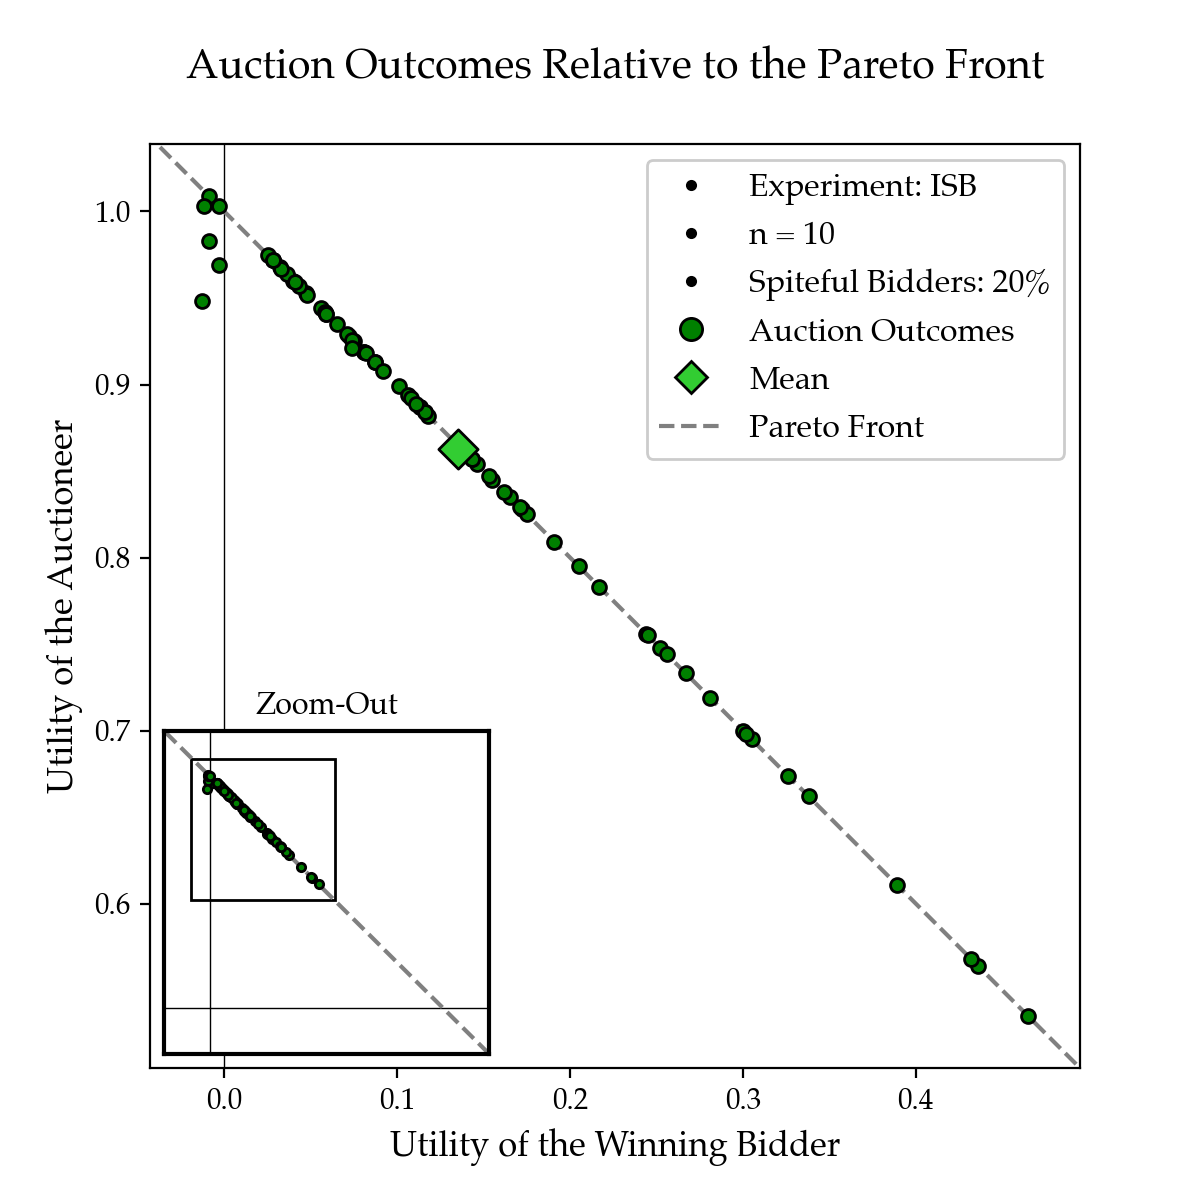 Auction Outcomes Relative to the Pareto Front
Experiment: ISB
n = 10
Spiteful Bidders: 20%
Auction Outcomes
Mean
Pareto Front
Utility of the Auctioneer
1.0
0.9
0.8
0.7
0.6
Zoom-Out
0.0
0.1
0.2
0.3
0.4
Utility of the Winning Bidder